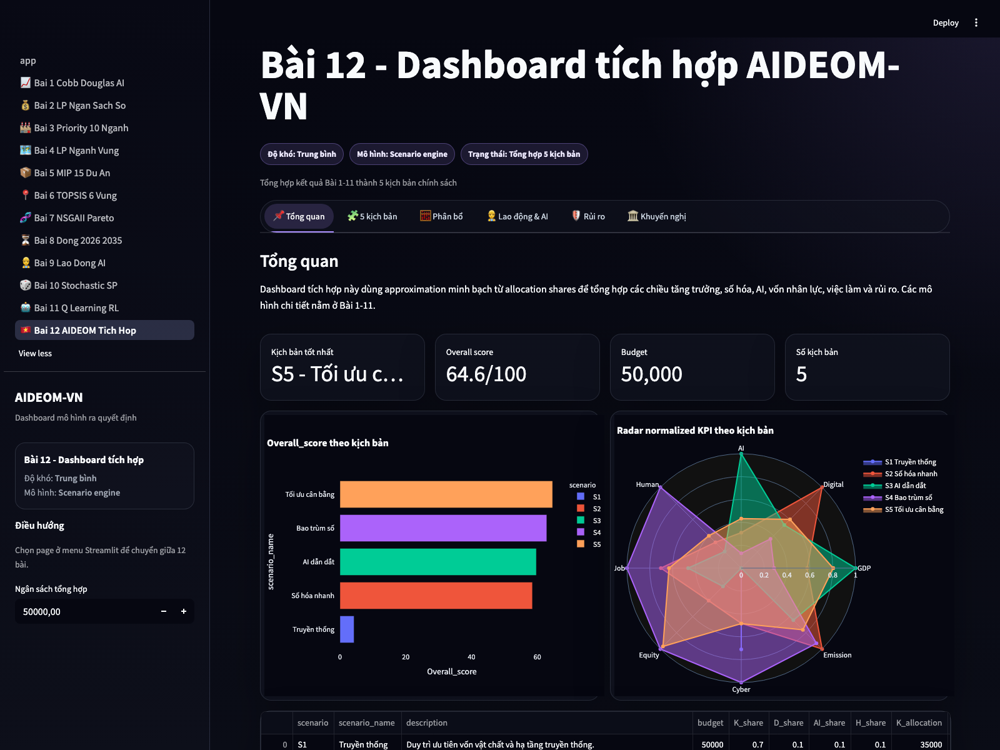 Deploy
app
Bai 1 Cobb Douglas AI
Bai 2 LP Ngan Sach So
Bai 3 Priority 10 Nganh
Bai 4 LP Nganh Vung
Bai 5 MIP 15 Du An
Bai 6 TOPSIS 6 Vung
Bai 7 NSGAII Pareto
Bai 8 Dong 2026 2035
Bai 9 Lao Dong AI
Bai 10 Stochastic SP
Bai 11 Q Learning RL
Bai 12 AIDEOM Tich Hop
View less
AIDEOM-VN
Dashboard mô hình ra quyết định
Bài 12 - Dashboard tích hợp
Độ khó: Trung bình
Mô hình: Scenario engine
Điều hướng
Chọn page ở menu Streamlit để chuyển giữa 12
bài.
Ngân sách tổng hợp
50000,00
Bài 12 - Dashboard tích hợp AIDEOM-
VN
Độ khó: Trung bình
Mô hình: Scenario engine
Trạng thái: Tổng hợp 5 kịch bản
Tổng hợp kết quả Bài 1-11 thành 5 kịch bản chính sách
Tổng quan
5 kịch bản
Phân bổ
Lao động & AI
Rủi ro
Khuyến nghị
Tổng quan
Dashboard tích hợp này dùng approximation minh bạch từ allocation shares để tổng hợp các chiều tăng trưởng, số hóa, AI, vốn nhân lực, việc làm và rủi ro. Các mô
hình chi tiết nằm ở Bài 1-11.
Kịch bản tốt nhất
S5 - Tối ưu c...
Overall score
64.6/100
Budget
50,000
Số kịch bản
5
Overall_score theo kịch bản
scenario_name
Tối ưu cân bằng
Bao trùm số
AI dẫn dắt
Số hóa nhanh
Truyền thống
0 20 40 60
Overall_score
scenario
S1
S2
S3
S4
S5
Radar normalized KPI theo kịch bản
AI
Human
Digital
Job
GDP
0 0.2 0.4 0.6 0.8 1
Equity
Emission
Cyber
S1 Truyền thống
S2 Số hóa nhanh
S3 AI dẫn dắt
S4 Bao trùm số
S5 Tối ưu cân bằng
scenario scenario_name description budget K_share D_share AI_share H_share K_allocation
0 S1 Truyền thống Duy trì ưu tiên vốn vật chất và hạ tầng truyền thống. 50000 0.7 0.1 0.1 0.1 35000